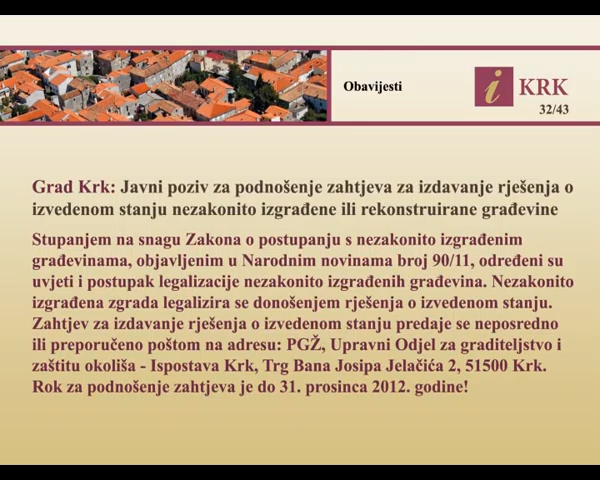 Obavijesti
i KRK
32/43
Grad Krk: Javni poziv za podnošenje zahtjeva za izdavanje rješenja o
izvedenom stanju nezakonito izgrađene ili rekonstruirane građevine
Stupanjem na snagu Zakona o postupanju s nezakonito izgrađenim
građevinama, objavljenim u Narodnim novinama broj 90/11, određeni su
uvjeti i postupak legalizacije nezakonito izgrađenih građevina. Nezakonito
izgrađena zgrada legalizira se donošenjem rješenja o izvedenom stanju.
Zahtjev za izdavanje rješenja o izvedenom stanju predaje se neposredno
ili preporučeno poštom na adresu: PGŽ, Upravni Odjel za graditeljstvo i
zaštitu okoliša - Ispostava Krk, Trg Bana Josipa Jelačića 2, 51500 Krk.
Rok za podnošenje zahtjeva je do 31. prosinca 2012. godine!